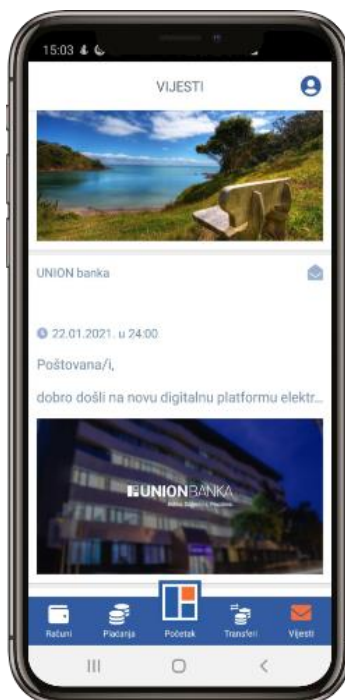 15:03
VIJESTI
UNION banka
22.01.2021. u 24:00
Poštovana/i,
dobro došli na novu digitalnu platformu elektr...
UNIONBANKA
Računi Plaćanja Početak Transferi Vijesti